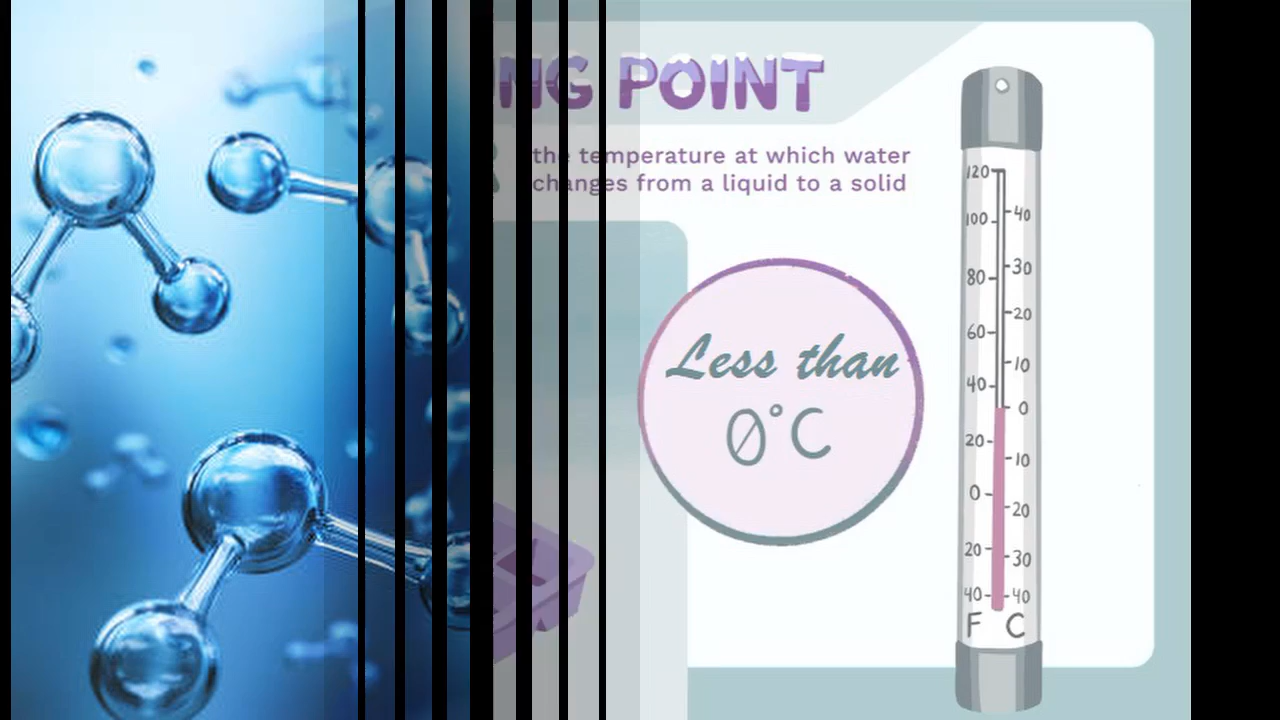 NG POINT
the temperature at which water
changes from a liquid to a solid
Less than
0°C
120
100
80
60
40
20
0
20
40
F
40
30
20
10
0
10
20
30
40
C